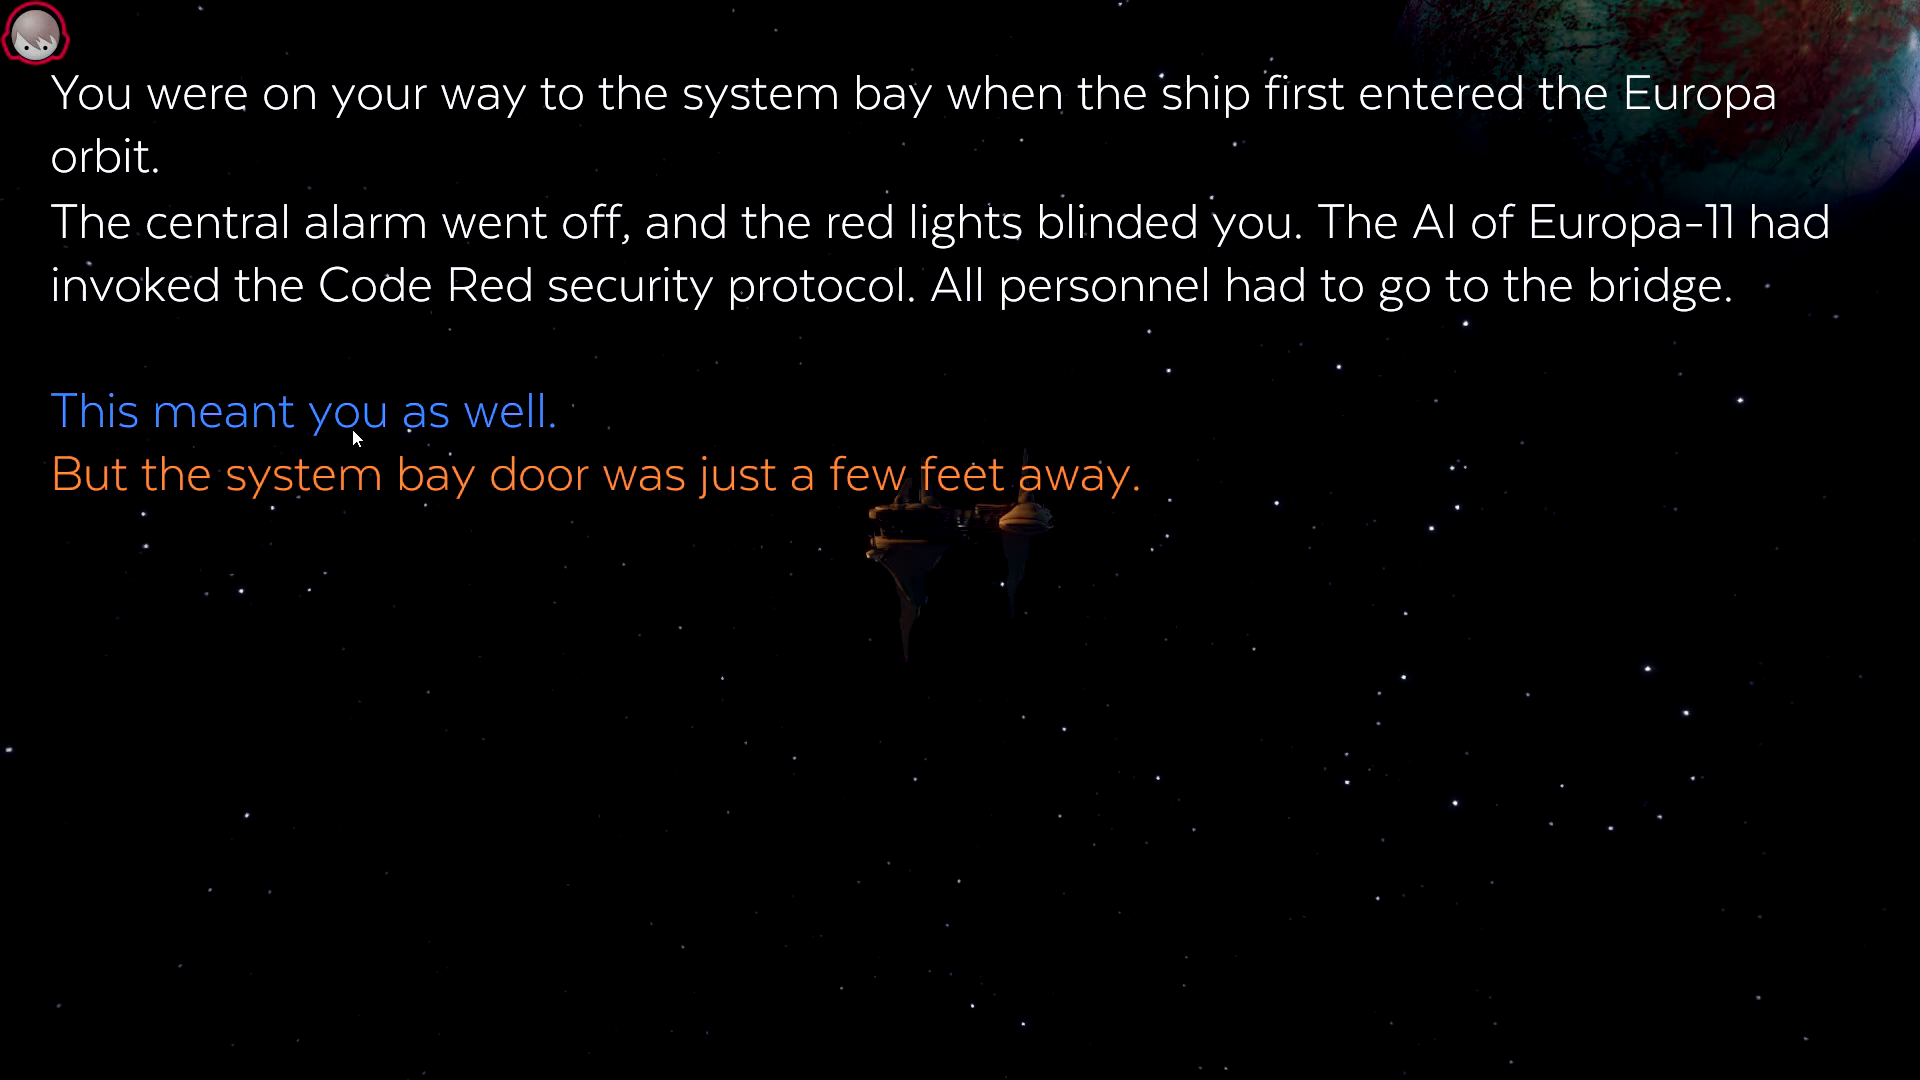 You were on your way to the system bay when the ship first entered the Europa
orbit.
The central alarm went off, and the red lights blinded you. The AI of Europa-11 had
invoked the Code Red security protocol. All personnel had to go to the bridge.
This meant you as well.
But the system bay door was just a few feet away.